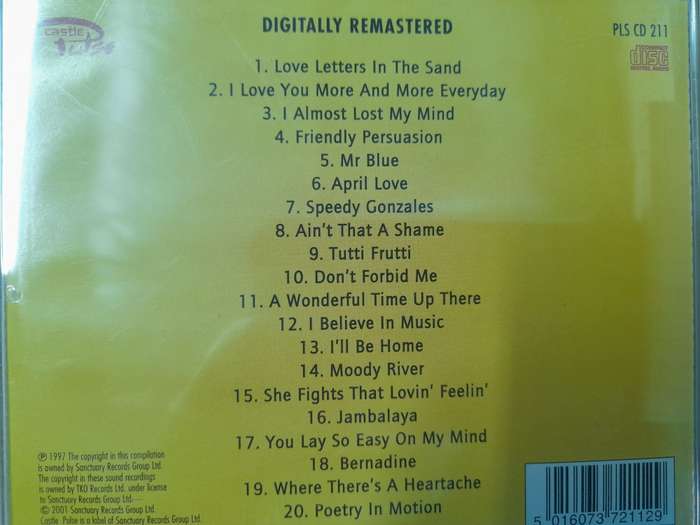 castle
Pulse
DIGITALLY REMASTERED
PLS CD 211
disc
DIGITAL AUDIO
1. Love Letters In The Sand
2. I Love You More And More Everyday
3. I Almost Lost My Mind
4. Friendly Persuasion
5. Mr Blue
6. April Love
7. Speedy Gonzales
8. Ain't That A Shame
9. Tutti Frutti
10. Don't Forbid Me
11. A Wonderful Time Up There
12. I Believe In Music
13. I'll Be Home
14. Moody River
15. She Fights That Lovin' Feelin'
16. Jambalaya
17. You Lay So Easy On My Mind
18. Bernadine
19. Where There's A Heartache
20. Poetry In Motion
℗ 1997 The copyright in this compilation
is owned by Sanctuary Records Group Ltd.
The copyright in these sound recordings
is owned by TKO Records Ltd. under license
to Sanctuary Records Group Ltd.
© 2001 Sanctuary Records Group Ltd.
Castle Pulse is a label of Sanctuary Records Group Ltd.
5 016073 721129